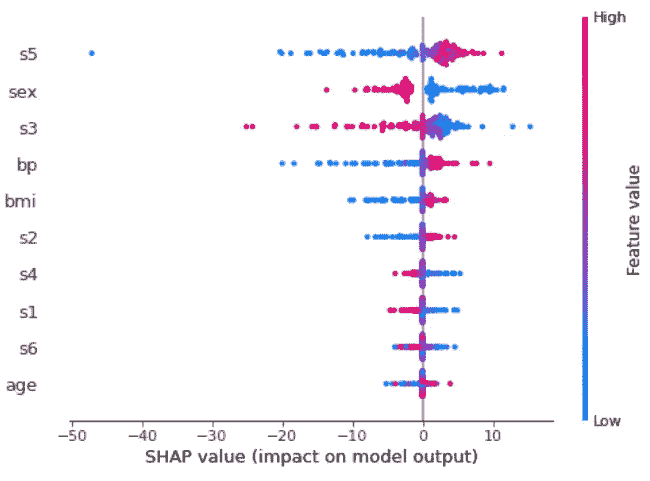 High
s5
sex
s3
bp
bmi
s2
s4
s1
s6
age
Feature value
Low
−50 −40 −30 −20 −10 0 10
SHAP value (impact on model output)